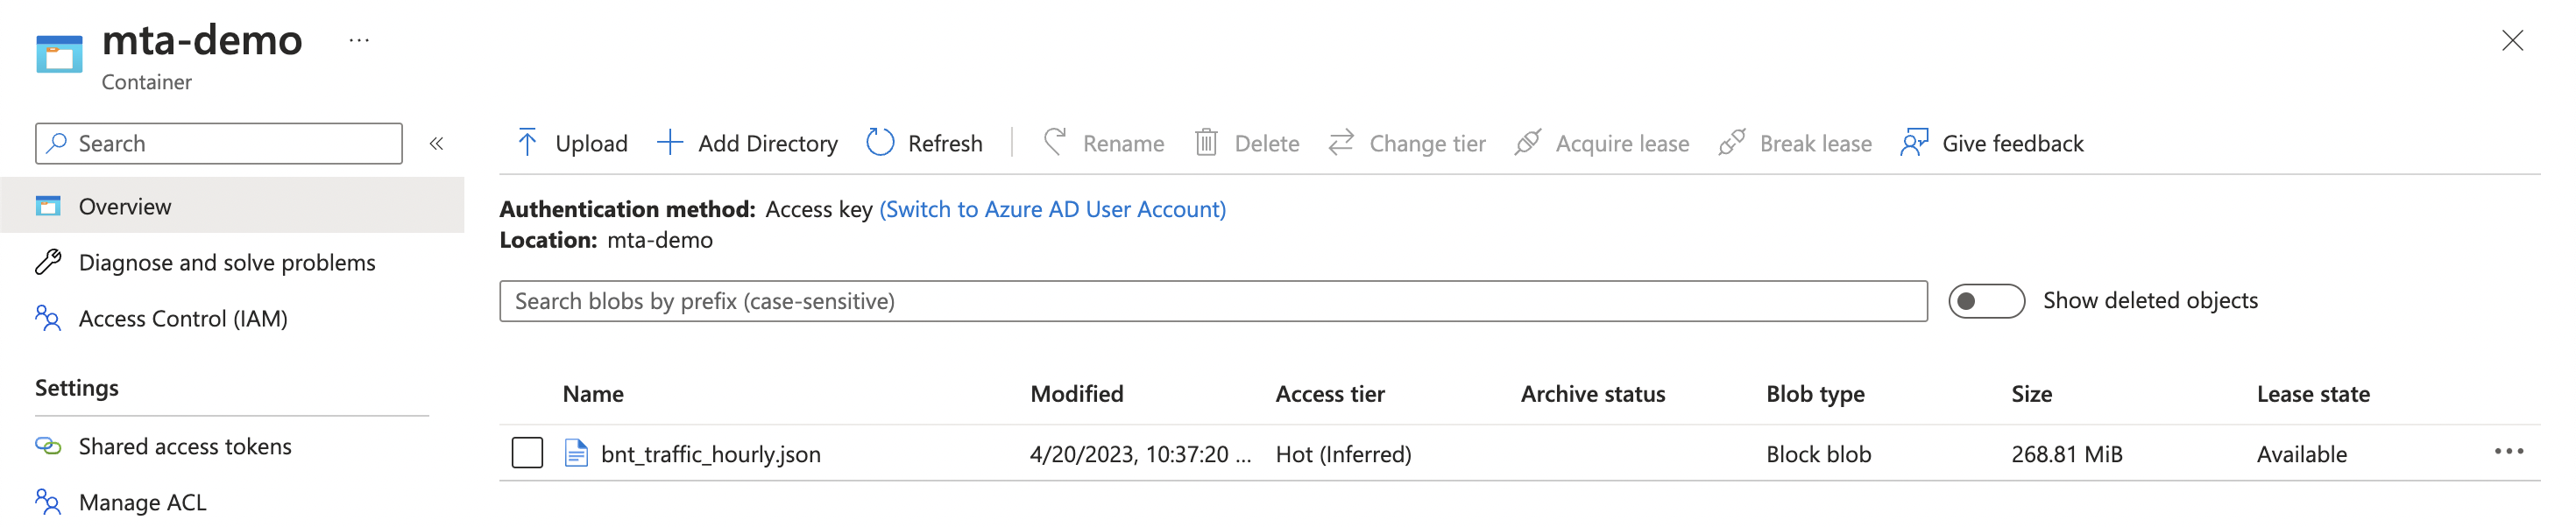 mta-demo ...
Container
Search
«
Overview
Diagnose and solve problems
Access Control (IAM)
Settings
Shared access tokens
Manage ACL
Upload Add Directory Refresh Rename Delete Change tier Acquire lease Break lease Give feedback
Authentication method: Access key (Switch to Azure AD User Account)
Location: mta-demo
Search blobs by prefix (case-sensitive)
Show deleted objects
Name Modified Access tier Archive status Blob type Size Lease state
bnt_traffic_hourly.json 4/20/2023, 10:37:20 ... Hot (Inferred) Block blob 268.81 MiB Available ...